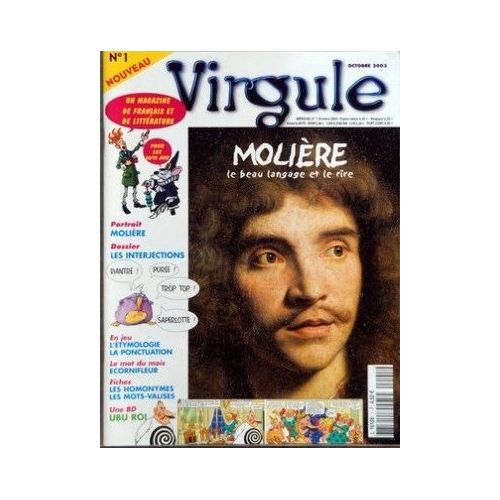 N°1
NOUVEAU
Virgule
OCTOBRE 2003
UN MAGAZINE
DE FRANÇAIS ET
DE LITTÉRATURE
POUR LES
10/15 ANS
MOLIÈRE
le beau langage et le rire
Portrait
MOLIÈRE
Dossier
LES INTERJECTIONS
DIANTRE !
PURÉE !
TROP TOP !
SAPERLOTTE !
En jeu
L'ÉTYMOLOGIE
LA PONCTUATION
Le mot du mois
ECORNIFLEUR
Fiches
LES HOMONYMES
LES MOTS-VALISES
Une BD
UBU ROI